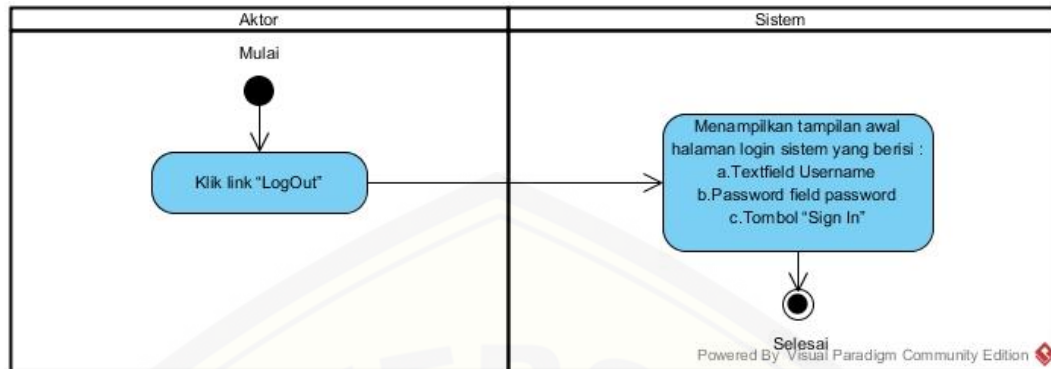 Aktor
Sistem
Mulai
Klik link “LogOut”
Menampilkan tampilan awal
halaman login sistem yang berisi :
a.Textfield Username
b.Password field password
c.Tombol “Sign In”
Selesai
Powered By Visual Paradigm Community Edition